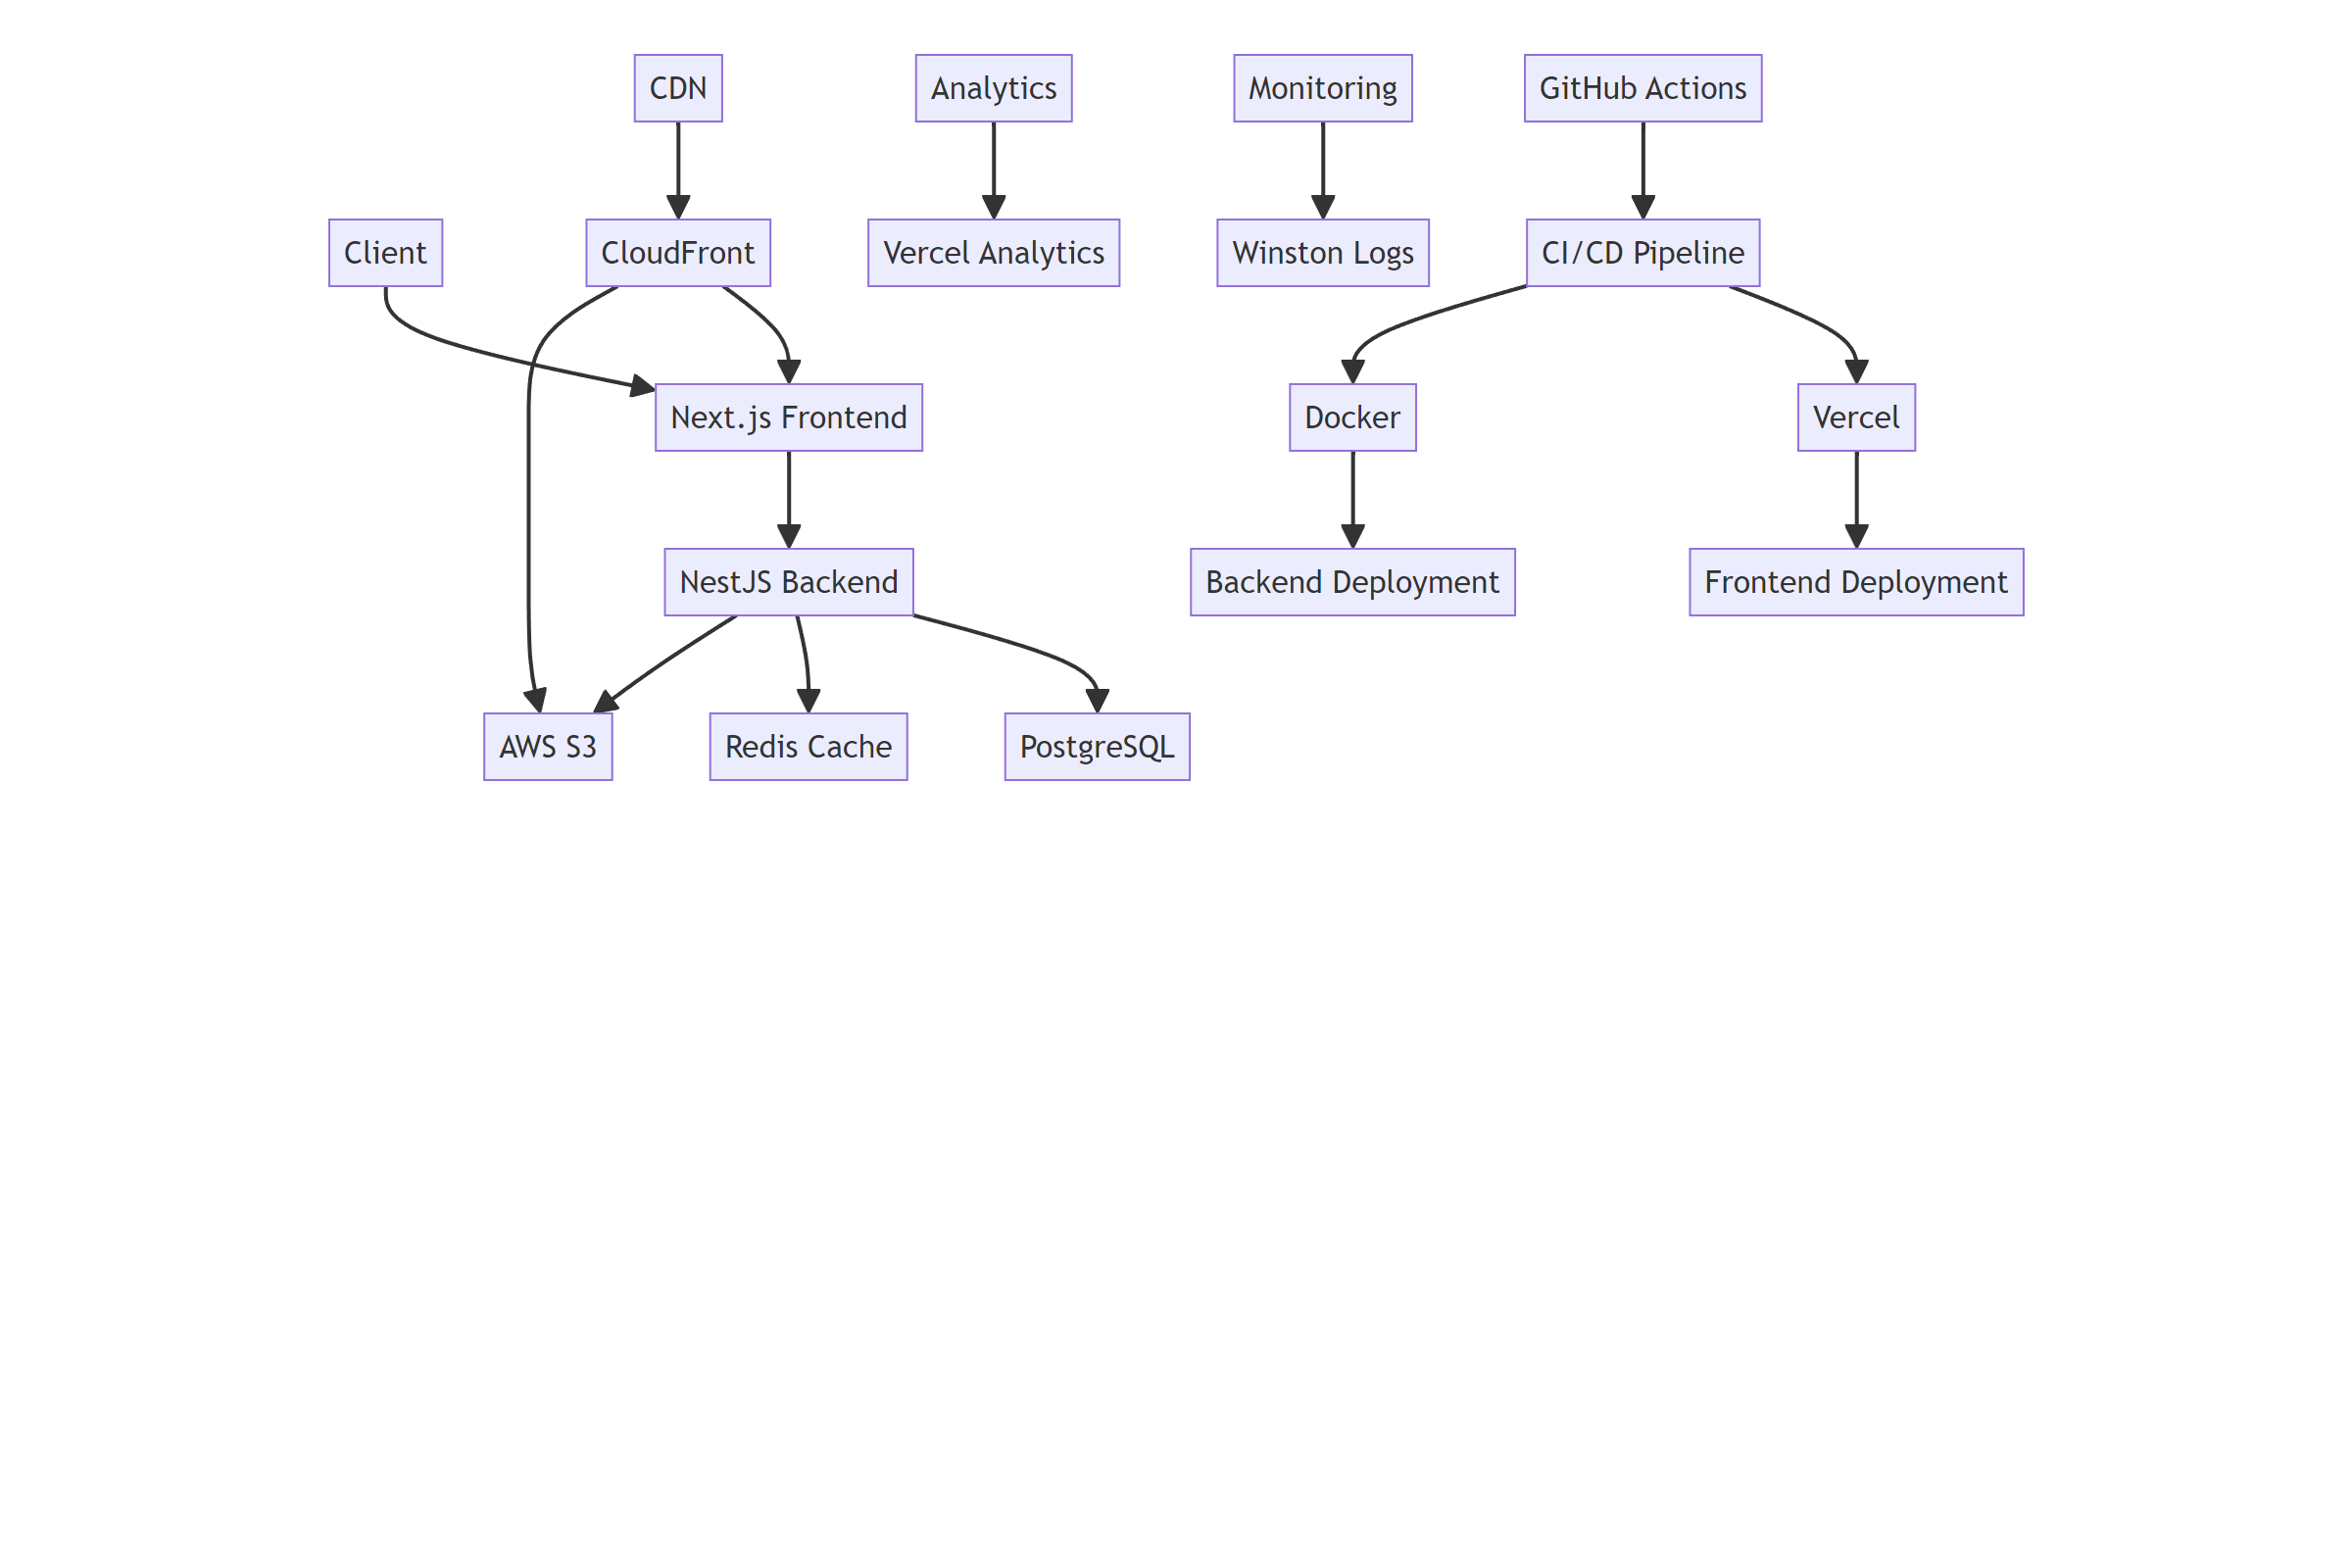 CDN
Analytics
Monitoring
GitHub Actions
Client
CloudFront
Vercel Analytics
Winston Logs
CI/CD Pipeline
Next.js Frontend
Docker
Vercel
NestJS Backend
Backend Deployment
Frontend Deployment
AWS S3
Redis Cache
PostgreSQL